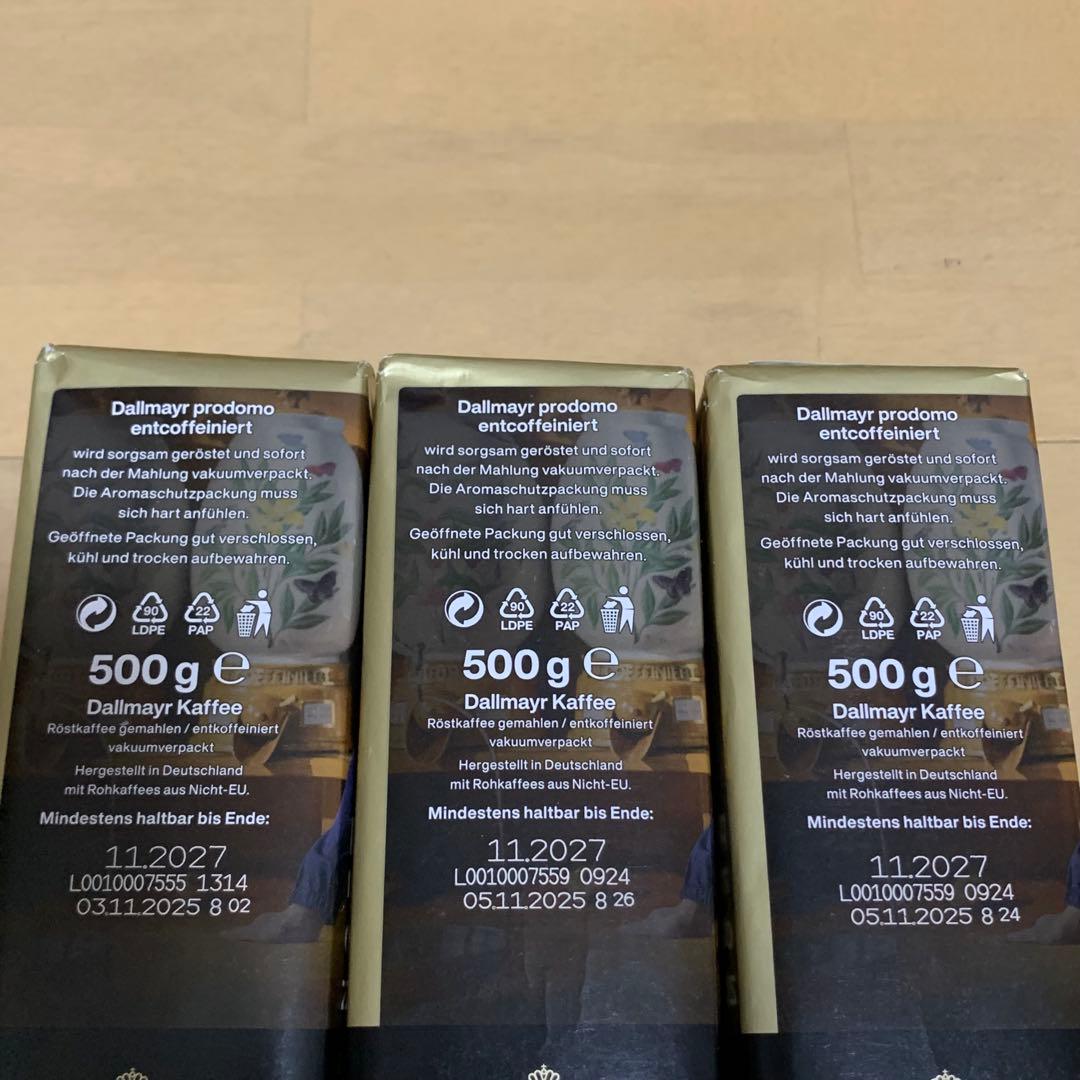 Dallmayr prodomo
entcoffeiniert
wird sorgsam geröstet und sofort
nach der Mahlung vakuumverpackt.
Die Aromaschutzpackung muss
sich hart anfühlen.
Geöffnete Packung gut verschlossen,
kühl und trocken aufbewahren.
90
LDPE
22
PAP
500 g ℮
Dallmayr Kaffee
Röstkaffee gemahlen / entkoffeiniert
vakuumverpackt
Hergestellt in Deutschland
mit Rohkaffees aus Nicht-EU.
Mindestens haltbar bis Ende:
11.2027
L0010007555 1314
03.11.2025 8 02
Dallmayr prodomo
entcoffeiniert
wird sorgsam geröstet und sofort
nach der Mahlung vakuumverpackt.
Die Aromaschutzpackung muss
sich hart anfühlen.
Geöffnete Packung gut verschlossen,
kühl und trocken aufbewahren.
90
LDPE
22
PAP
500 g ℮
Dallmayr Kaffee
Röstkaffee gemahlen / entkoffeiniert
vakuumverpackt
Hergestellt in Deutschland
mit Rohkaffees aus Nicht-EU.
Mindestens haltbar bis Ende:
11.2027
L0010007559 0924
05.11.2025 8 26
Dallmayr prodomo
entcoffeiniert
wird sorgsam geröstet und sofort
nach der Mahlung vakuumverpackt.
Die Aromaschutzpackung muss
sich hart anfühlen.
Geöffnete Packung gut verschlossen,
kühl und trocken aufbewahren.
90
LDPE
22
PAP
500 g ℮
Dallmayr Kaffee
Röstkaffee gemahlen / entkoffeiniert
vakuumverpackt
Hergestellt in Deutschland
mit Rohkaffees aus Nicht-EU.
Mindestens haltbar bis Ende:
11.2027
L0010007559 0924
05.11.2025 8 24